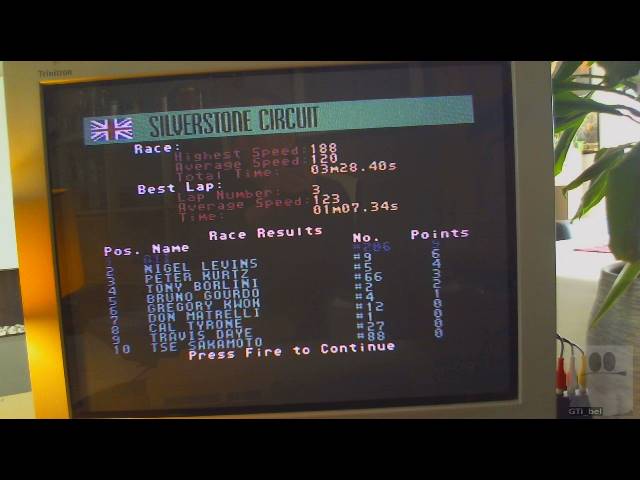 Trinitron
SILVERSTONE CIRCUIT
Race:
Highest Speed: 188
Average Speed: 120
Total Time: 03m28.40s
Best Lap:
Lap Number: 3
Average Speed: 123
Time: 01m07.34s
Race Results
Pos. Name No. Points
1 GTI #206 9
2 NIGEL LEVINS #9 6
3 PETER KURTZ #5 4
4 TONY BORLINI #66 3
5 BRUNO GOURDO #2 2
6 GREGORY KWOK #4 1
7 DON MATRELLI #12 0
8 CAL TYRONE #1 0
9 TRAVIS DAYE #27 0
10 TSE SAKAMOTO #88 0
Press Fire to Continue
GTi_bel